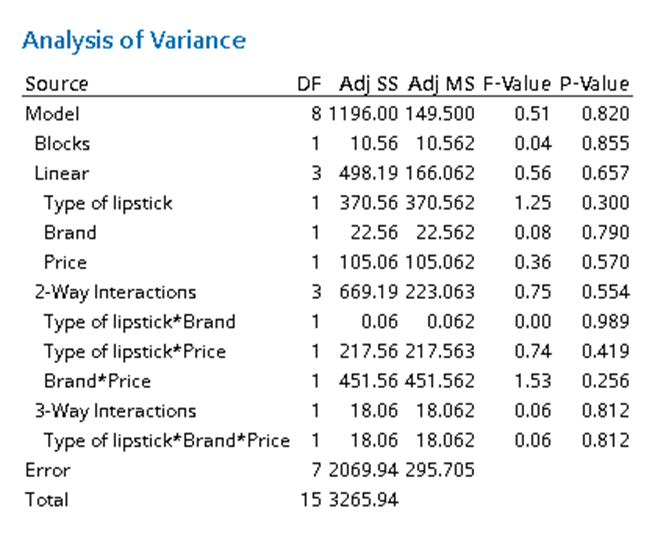 Analysis of Variance
Source DF Adj SS Adj MS F-Value P-Value
Model 8 1196.00 149.500 0.51 0.820
Blocks 1 10.56 10.562 0.04 0.855
Linear 3 498.19 166.062 0.56 0.657
Type of lipstick 1 370.56 370.562 1.25 0.300
Brand 1 22.56 22.562 0.08 0.790
Price 1 105.06 105.062 0.36 0.570
2-Way Interactions 3 669.19 223.063 0.75 0.554
Type of lipstick*Brand 1 0.06 0.062 0.00 0.989
Type of lipstick*Price 1 217.56 217.563 0.74 0.419
Brand*Price 1 451.56 451.562 1.53 0.256
3-Way Interactions 1 18.06 18.062 0.06 0.812
Type of lipstick*Brand*Price 1 18.06 18.062 0.06 0.812
Error 7 2069.94 295.705
Total 15 3265.94